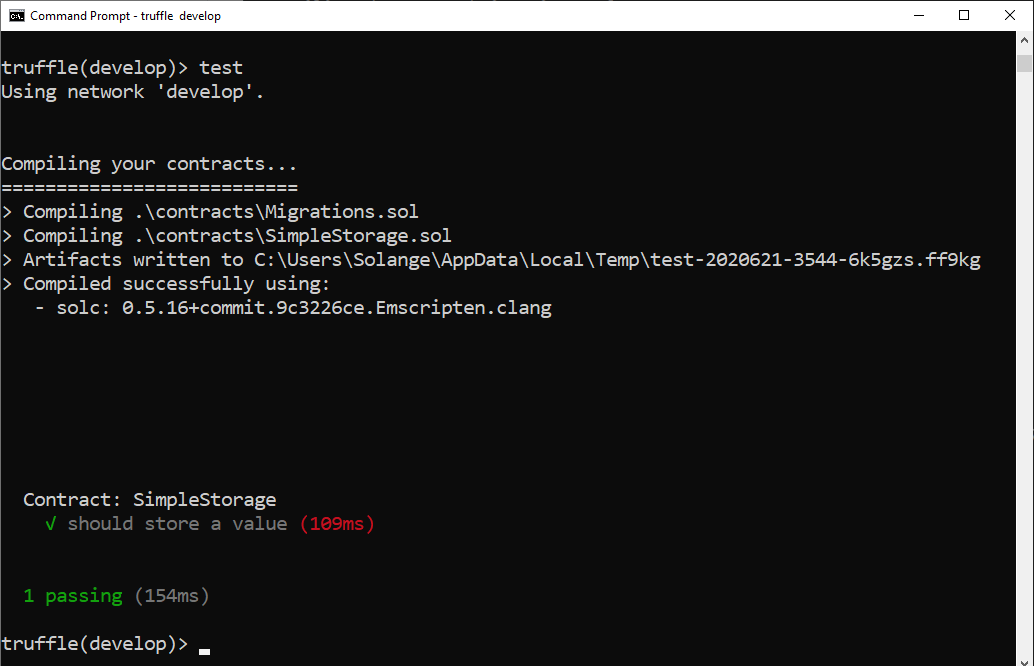 Command Prompt - truffle develop
truffle(develop)> test
Using network 'develop'.
Compiling your contracts...
===========================
> Compiling .\contracts\Migrations.sol
> Compiling .\contracts\SimpleStorage.sol
> Artifacts written to C:\Users\Solange\AppData\Local\Temp\test-2020621-3544-6k5gzs.ff9kg
> Compiled successfully using:
- solc: 0.5.16+commit.9c3226ce.Emscripten.clang
Contract: SimpleStorage
√ should store a value (109ms)
1 passing (154ms)
truffle(develop)>